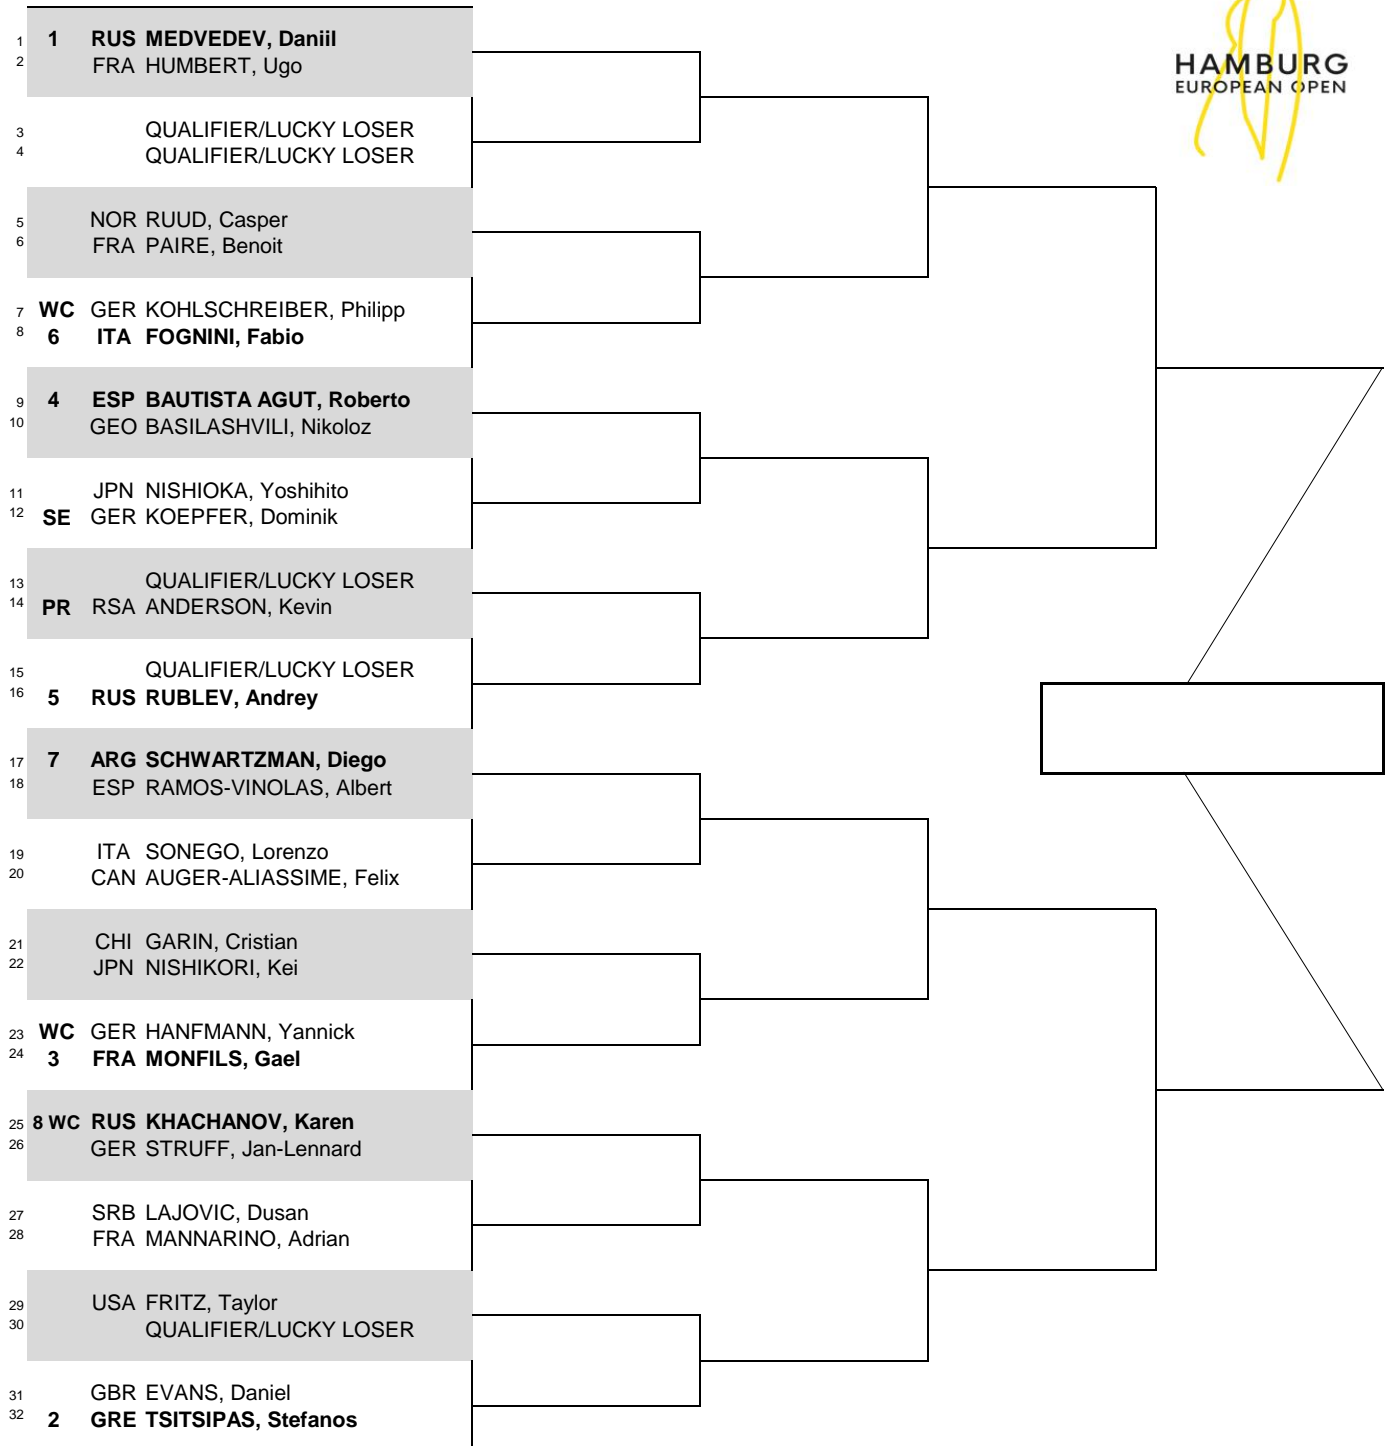 HAMBURG
EUROPEAN OPEN
1 1 RUS MEDVEDEV, Daniil
2 FRA HUMBERT, Ugo
3 QUALIFIER/LUCKY LOSER
4 QUALIFIER/LUCKY LOSER
5 NOR RUUD, Casper
6 FRA PAIRE, Benoit
7 WC GER KOHLSCHREIBER, Philipp
8 6 ITA FOGNINI, Fabio
9 4 ESP BAUTISTA AGUT, Roberto
10 GEO BASILASHVILI, Nikoloz
11 JPN NISHIOKA, Yoshihito
12 SE GER KOEPFER, Dominik
13 QUALIFIER/LUCKY LOSER
14 PR RSA ANDERSON, Kevin
15 QUALIFIER/LUCKY LOSER
16 5 RUS RUBLEV, Andrey
17 7 ARG SCHWARTZMAN, Diego
18 ESP RAMOS-VINOLAS, Albert
19 ITA SONEGO, Lorenzo
20 CAN AUGER-ALIASSIME, Felix
21 CHI GARIN, Cristian
22 JPN NISHIKORI, Kei
23 WC GER HANFMANN, Yannick
24 3 FRA MONFILS, Gael
25 8 WC RUS KHACHANOV, Karen
26 GER STRUFF, Jan-Lennard
27 SRB LAJOVIC, Dusan
28 FRA MANNARINO, Adrian
29 USA FRITZ, Taylor
30 QUALIFIER/LUCKY LOSER
31 GBR EVANS, Daniel
32 2 GRE TSITSIPAS, Stefanos